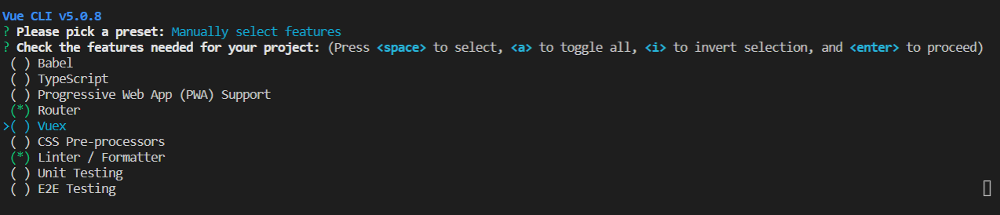 Vue CLI v5.0.8
? Please pick a preset: Manually select features
? Check the features needed for your project: (Press <space> to select, <a> to toggle all, <i> to invert selection, and <enter> to proceed)
( ) Babel
( ) TypeScript
( ) Progressive Web App (PWA) Support
(*) Router
>( ) Vuex
( ) CSS Pre-processors
(*) Linter / Formatter
( ) Unit Testing
( ) E2E Testing